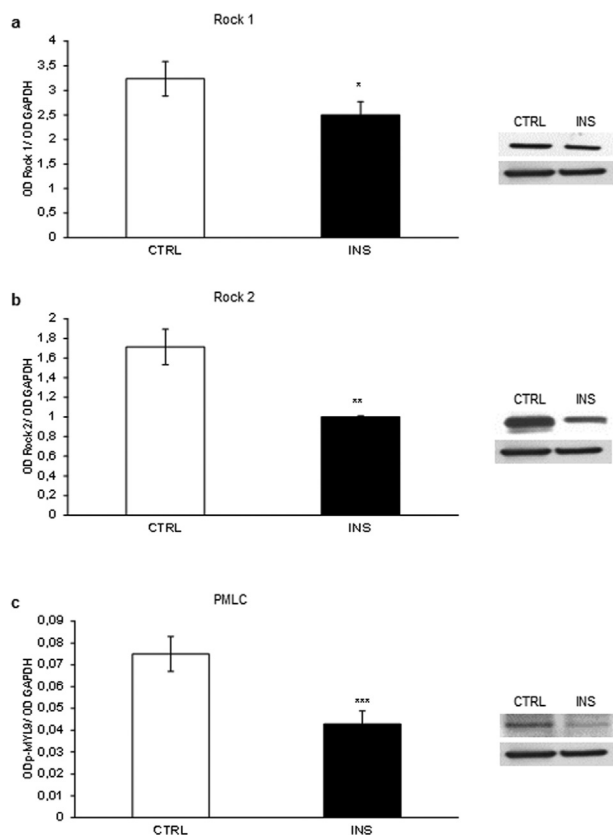 a
Rock 1
OD Rock 1/ OD GAPDH
4
3,5
3
2,5
2
1,5
1
0,5
0
*
CTRL INS
CTRL INS
b
Rock 2
OD Rock2/ OD GAPDH
2
1,8
1,6
1,4
1,2
1
0,8
0,6
0,4
0,2
0
**
CTRL INS
CTRL INS
c
PMLC
ODp-MYL9/ OD GAPDH
0,09
0,08
0,07
0,06
0,05
0,04
0,03
0,02
0,01
0
***
CTRL INS
CTRL INS